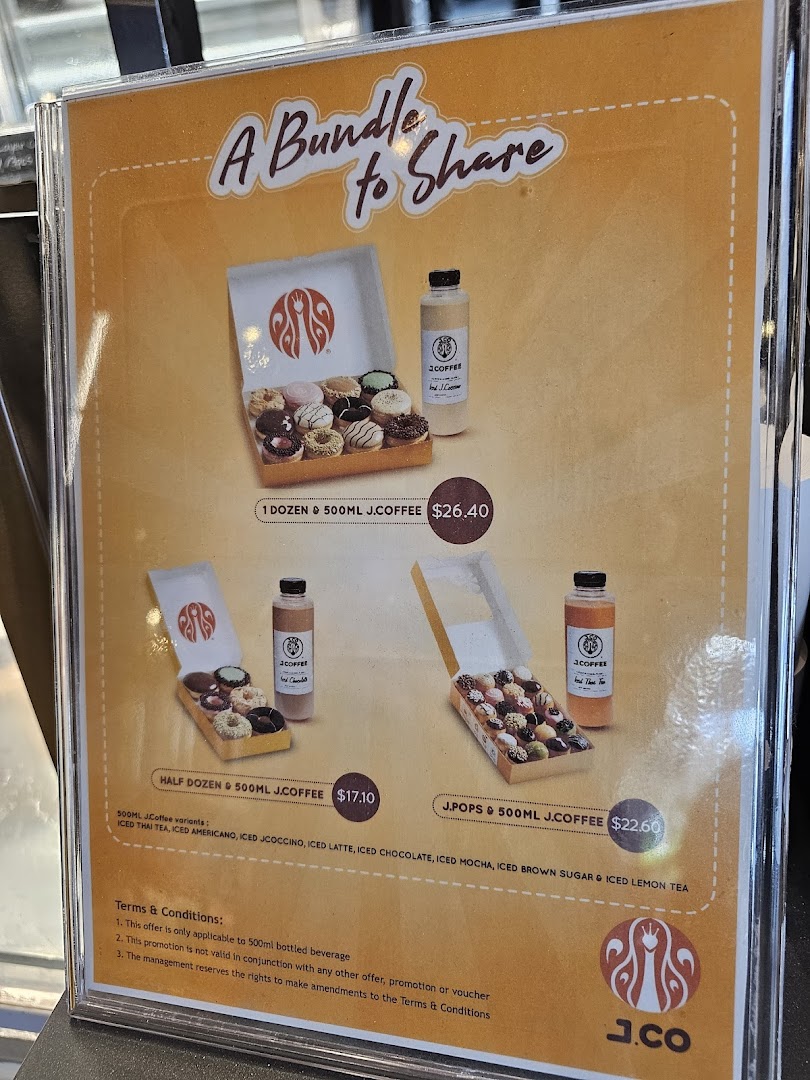 A Bundle
to Share
J.COFFEE
Iced J.Coccino
1 DOZEN & 500ML J.COFFEE $26.40
J.COFFEE
Iced Chocolate
J.COFFEE
Iced Thai Tea
HALF DOZEN & 500ML J.COFFEE $17.10
J.POPS & 500ML J.COFFEE $22.60
500ML J.Coffee variants :
ICED THAI TEA, ICED AMERICANO, ICED JCOCCINO, ICED LATTE, ICED CHOCOLATE, ICED MOCHA, ICED BROWN SUGAR & ICED LEMON TEA
Terms & Conditions:
1. This offer is only applicable to 500ml bottled beverage
2. This promotion is not valid in conjunction with any other offer, promotion or voucher
3. The management reserves the rights to make amendments to the Terms & Conditions
J.CO